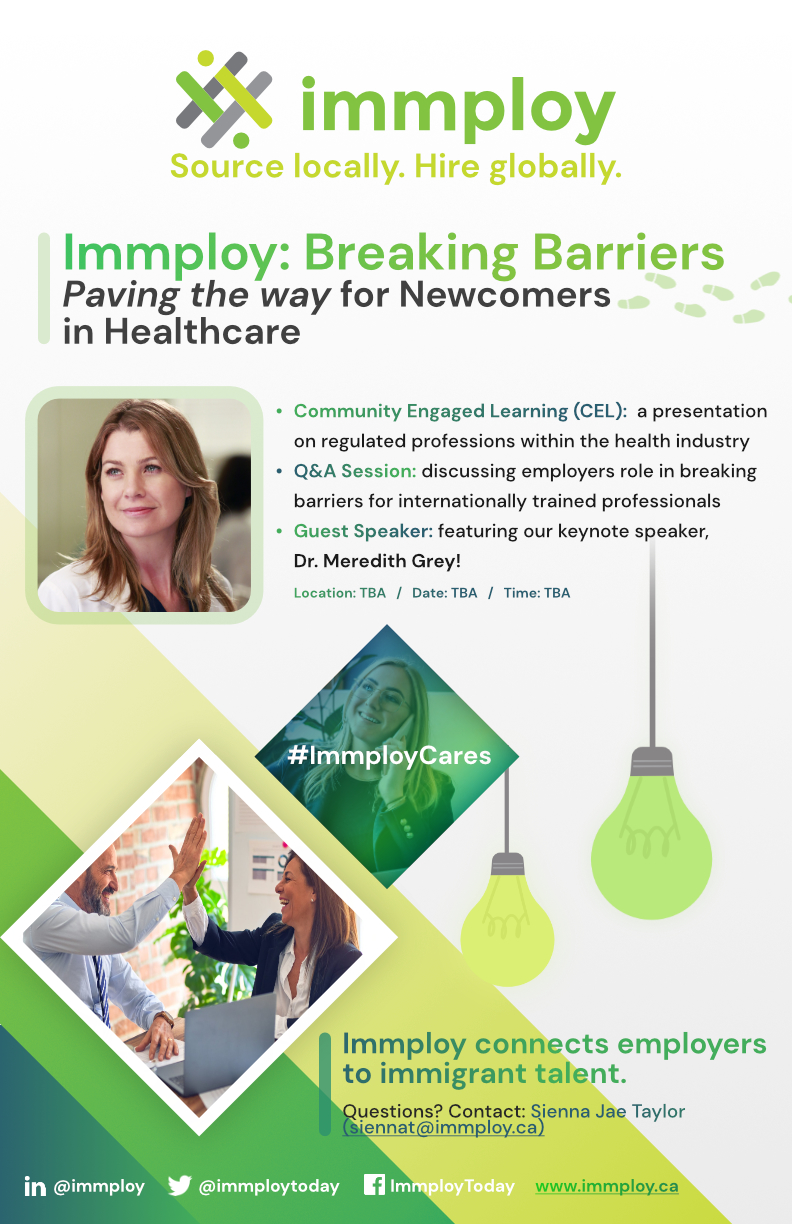 immploy
Source locally. Hire globally.
Immploy: Breaking Barriers
Paving the way for Newcomers
in Healthcare
• Community Engaged Learning (CEL): a presentation
on regulated professions within the health industry
• Q&A Session: discussing employers role in breaking
barriers for internationally trained professionals
• Guest Speaker: featuring our keynote speaker,
Dr. Meredith Grey!
Location: TBA / Date: TBA / Time: TBA
#ImmployCares
Immploy connects employers
to immigrant talent.
Questions? Contact: Sienna Jae Taylor
(siennat@immploy.ca)
in @immploy @immploytoday ImmployToday www.immploy.ca